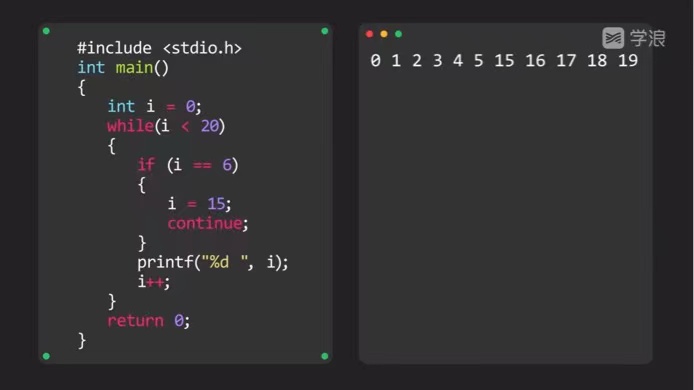 #include <stdio.h>
int main()
{
int i = 0;
while(i < 20)
{
if (i == 6)
{
i = 15;
continue;
}
printf("%d ", i);
i++;
}
return 0;
}
学浪
0 1 2 3 4 5 15 16 17 18 19